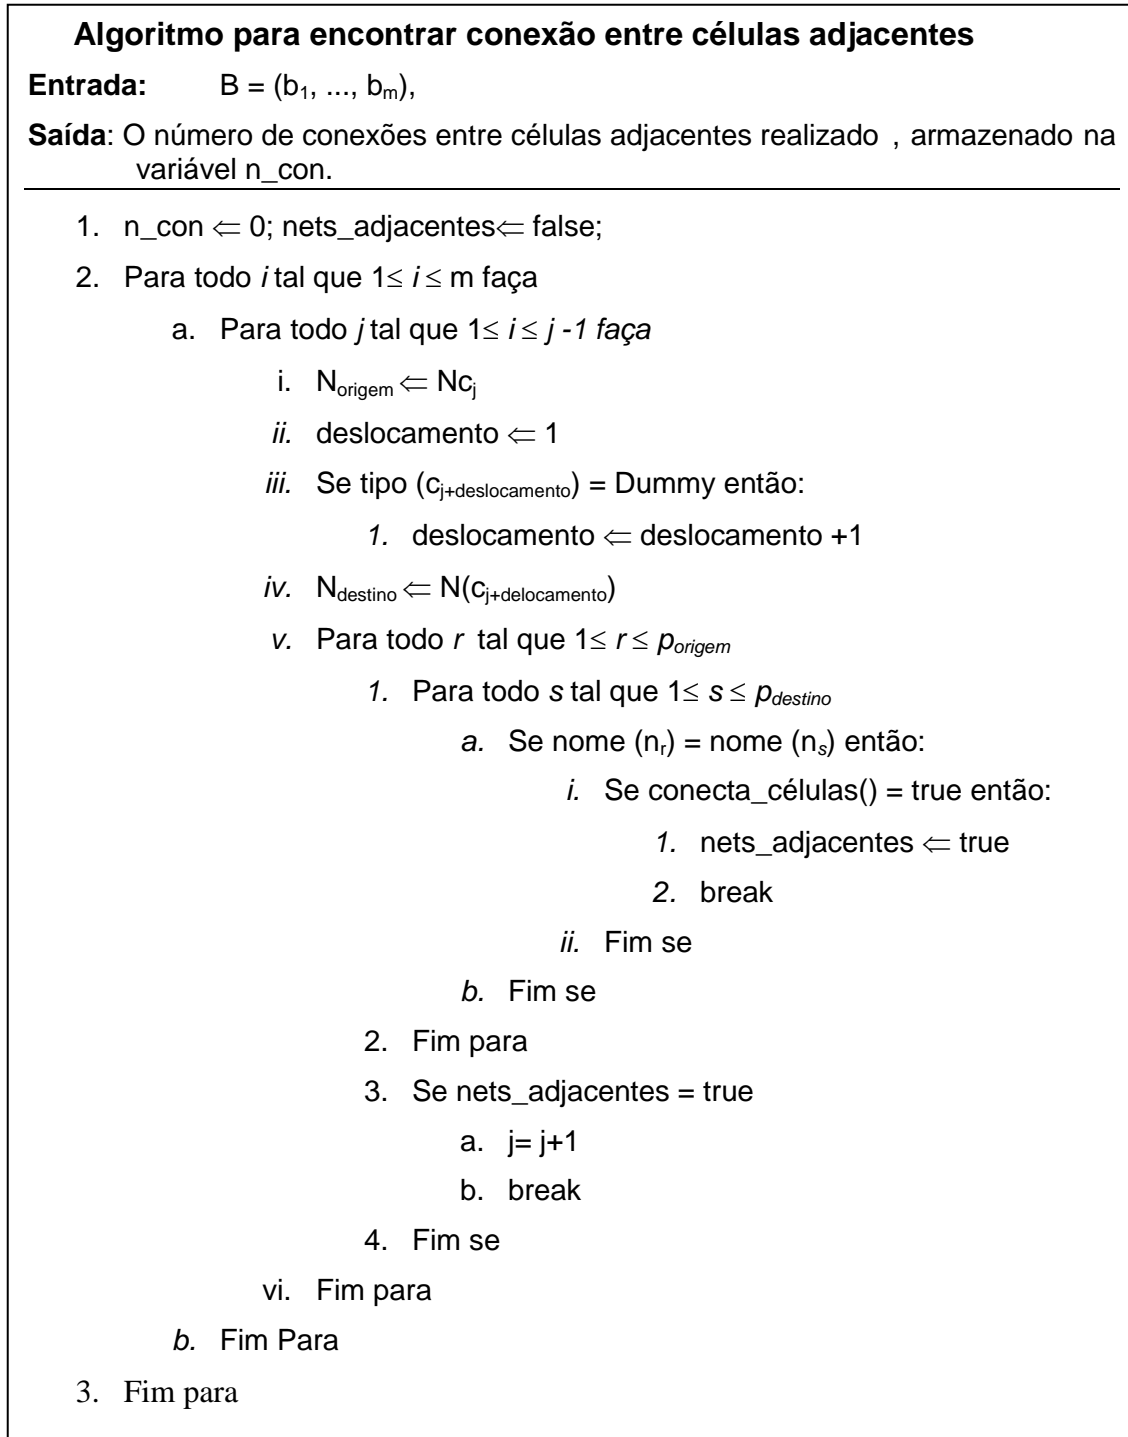 Algoritmo para encontrar conexão entre células adjacentes
Entrada: B = (b1, ..., bm),
Saída: O número de conexões entre células adjacentes realizado , armazenado na
variável n_con.
1. n_con ⇐ 0; nets_adjacentes⇐ false;
2. Para todo i tal que 1≤ i ≤ m faça
a. Para todo j tal que 1≤ i ≤ j -1 faça
i. Norigem ⇐ Ncj
ii. deslocamento ⇐ 1
iii. Se tipo (cj+deslocamento) = Dummy então:
1. deslocamento ⇐ deslocamento +1
iv. Ndestino ⇐ N(cj+delocamento)
v. Para todo r tal que 1≤ r ≤ porigem
1. Para todo s tal que 1≤ s ≤ pdestino
a. Se nome (nr) = nome (ns) então:
i. Se conecta_células() = true então:
1. nets_adjacentes ⇐ true
2. break
ii. Fim se
b. Fim se
2. Fim para
3. Se nets_adjacentes = true
a. j= j+1
b. break
4. Fim se
vi. Fim para
b. Fim Para
3. Fim para